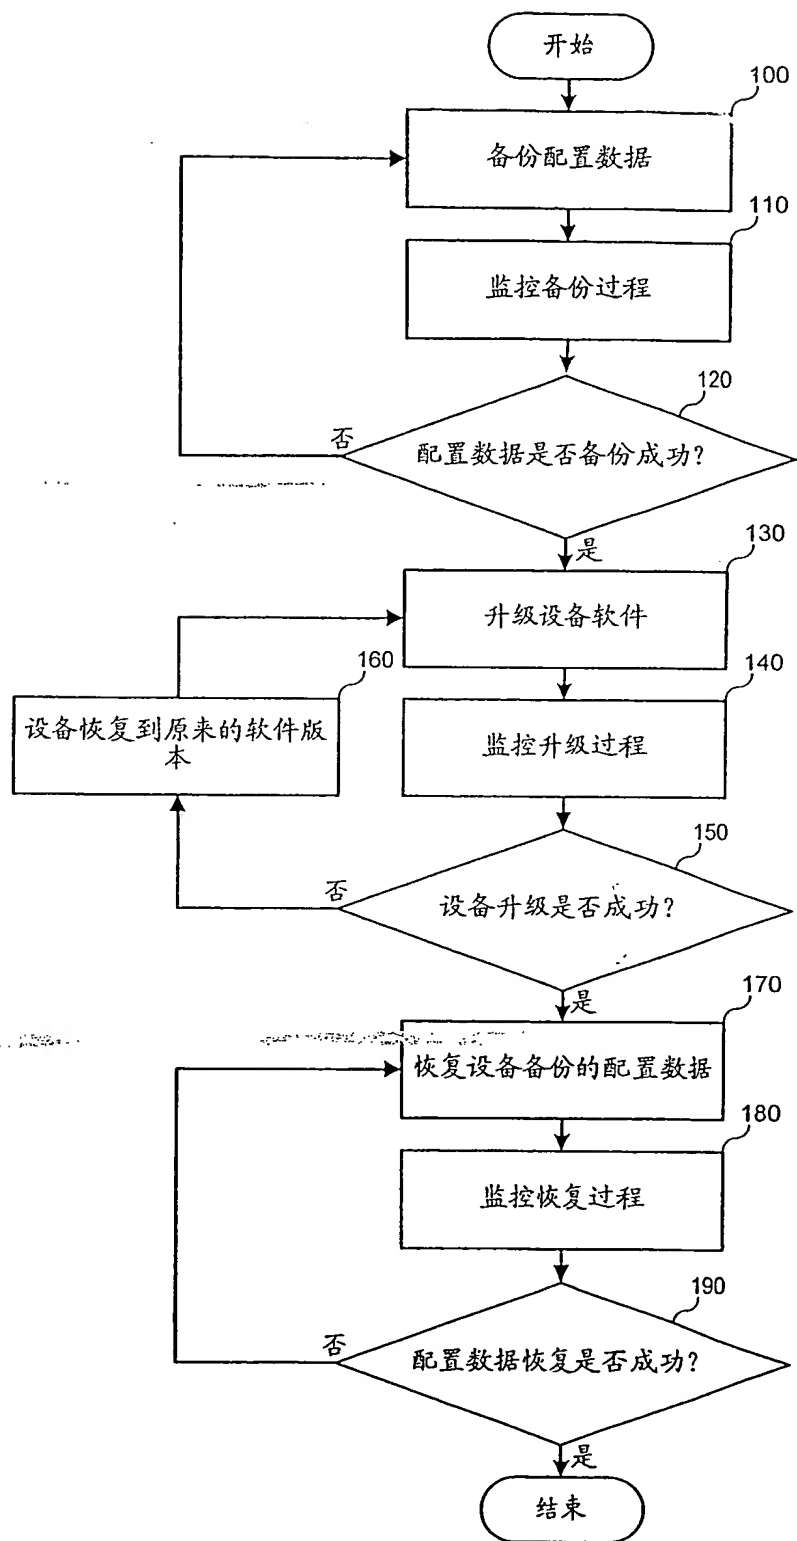 开始
100
备份配置数据
110
监控备份过程
120
否
配置数据是否备份成功?
是
130
升级设备软件
160
140
设备恢复到原来的软件版
本
监控升级过程
150
否
设备升级是否成功?
是
170
恢复设备备份的配置数据
180
监控恢复过程
190
否
配置数据恢复是否成功?
是
结束